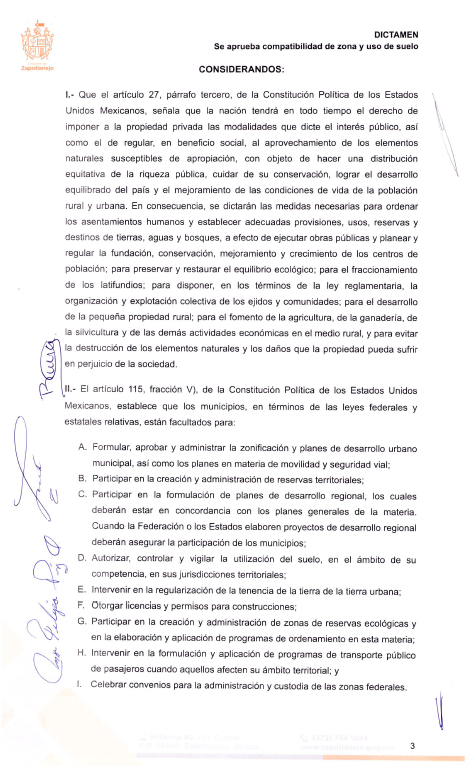 Zapotlanejo
DICTAMEN
Se aprueba compatibilidad de zona y uso de suelo
CONSIDERANDOS:
I.- Que el artículo 27, párrafo tercero, de la Constitución Política de los Estados
Unidos Mexicanos, señala que la nación tendrá en todo tiempo el derecho de
imponer a la propiedad privada las modalidades que dicte el interés público, así
como el de regular, en beneficio social, al aprovechamiento de los elementos
naturales susceptibles de apropiación, con objeto de hacer una distribución
equitativa de la riqueza pública, cuidar de su conservación, lograr el desarrollo
equilibrado del país y el mejoramiento de las condiciones de vida de la población
rural y urbana. En consecuencia, se dictarán las medidas necesarias para ordenar
los asentamientos humanos y establecer adecuadas provisiones, usos, reservas y
destinos de tierras, aguas y bosques, a efecto de ejecutar obras públicas y planear y
regular la fundación, conservación, mejoramiento y crecimiento de los centros de
población; para preservar y restaurar el equilibrio ecológico; para el fraccionamiento
de los latifundios; para disponer, en los términos de la ley reglamentaria, la
organización y explotación colectiva de los ejidos y comunidades; para el desarrollo
de la pequeña propiedad rural; para el fomento de la agricultura, de la ganadería, de
la silvicultura y de las demás actividades económicas en el medio rural, y para evitar
la destrucción de los elementos naturales y los daños que la propiedad pueda sufrir
en perjuicio de la sociedad.
II.- El artículo 115, fracción V), de la Constitución Política de los Estados Unidos
Mexicanos, establece que los municipios, en términos de las leyes federales y
estatales relativas, están facultados para:
A. Formular, aprobar y administrar la zonificación y planes de desarrollo urbano
municipal, así como los planes en materia de movilidad y seguridad vial;
B. Participar en la creación y administración de reservas territoriales;
C. Participar en la formulación de planes de desarrollo regional, los cuales
deberán estar en concordancia con los planes generales de la materia.
Cuando la Federación o los Estados elaboren proyectos de desarrollo regional
deberán asegurar la participación de los municipios;
D. Autorizar, controlar y vigilar la utilización del suelo, en el ámbito de su
competencia, en sus jurisdicciones territoriales;
E. Intervenir en la regularización de la tenencia de la tierra de la tierra urbana;
F. Otorgar licencias y permisos para construcciones;
G. Participar en la creación y administración de zonas de reservas ecológicas y
en la elaboración y aplicación de programas de ordenamiento en esta materia;
H. Intervenir en la formulación y aplicación de programas de transporte público
de pasajeros cuando aquellos afecten su ámbito territorial; y
I. Celebrar convenios para la administración y custodia de las zonas federales.
3